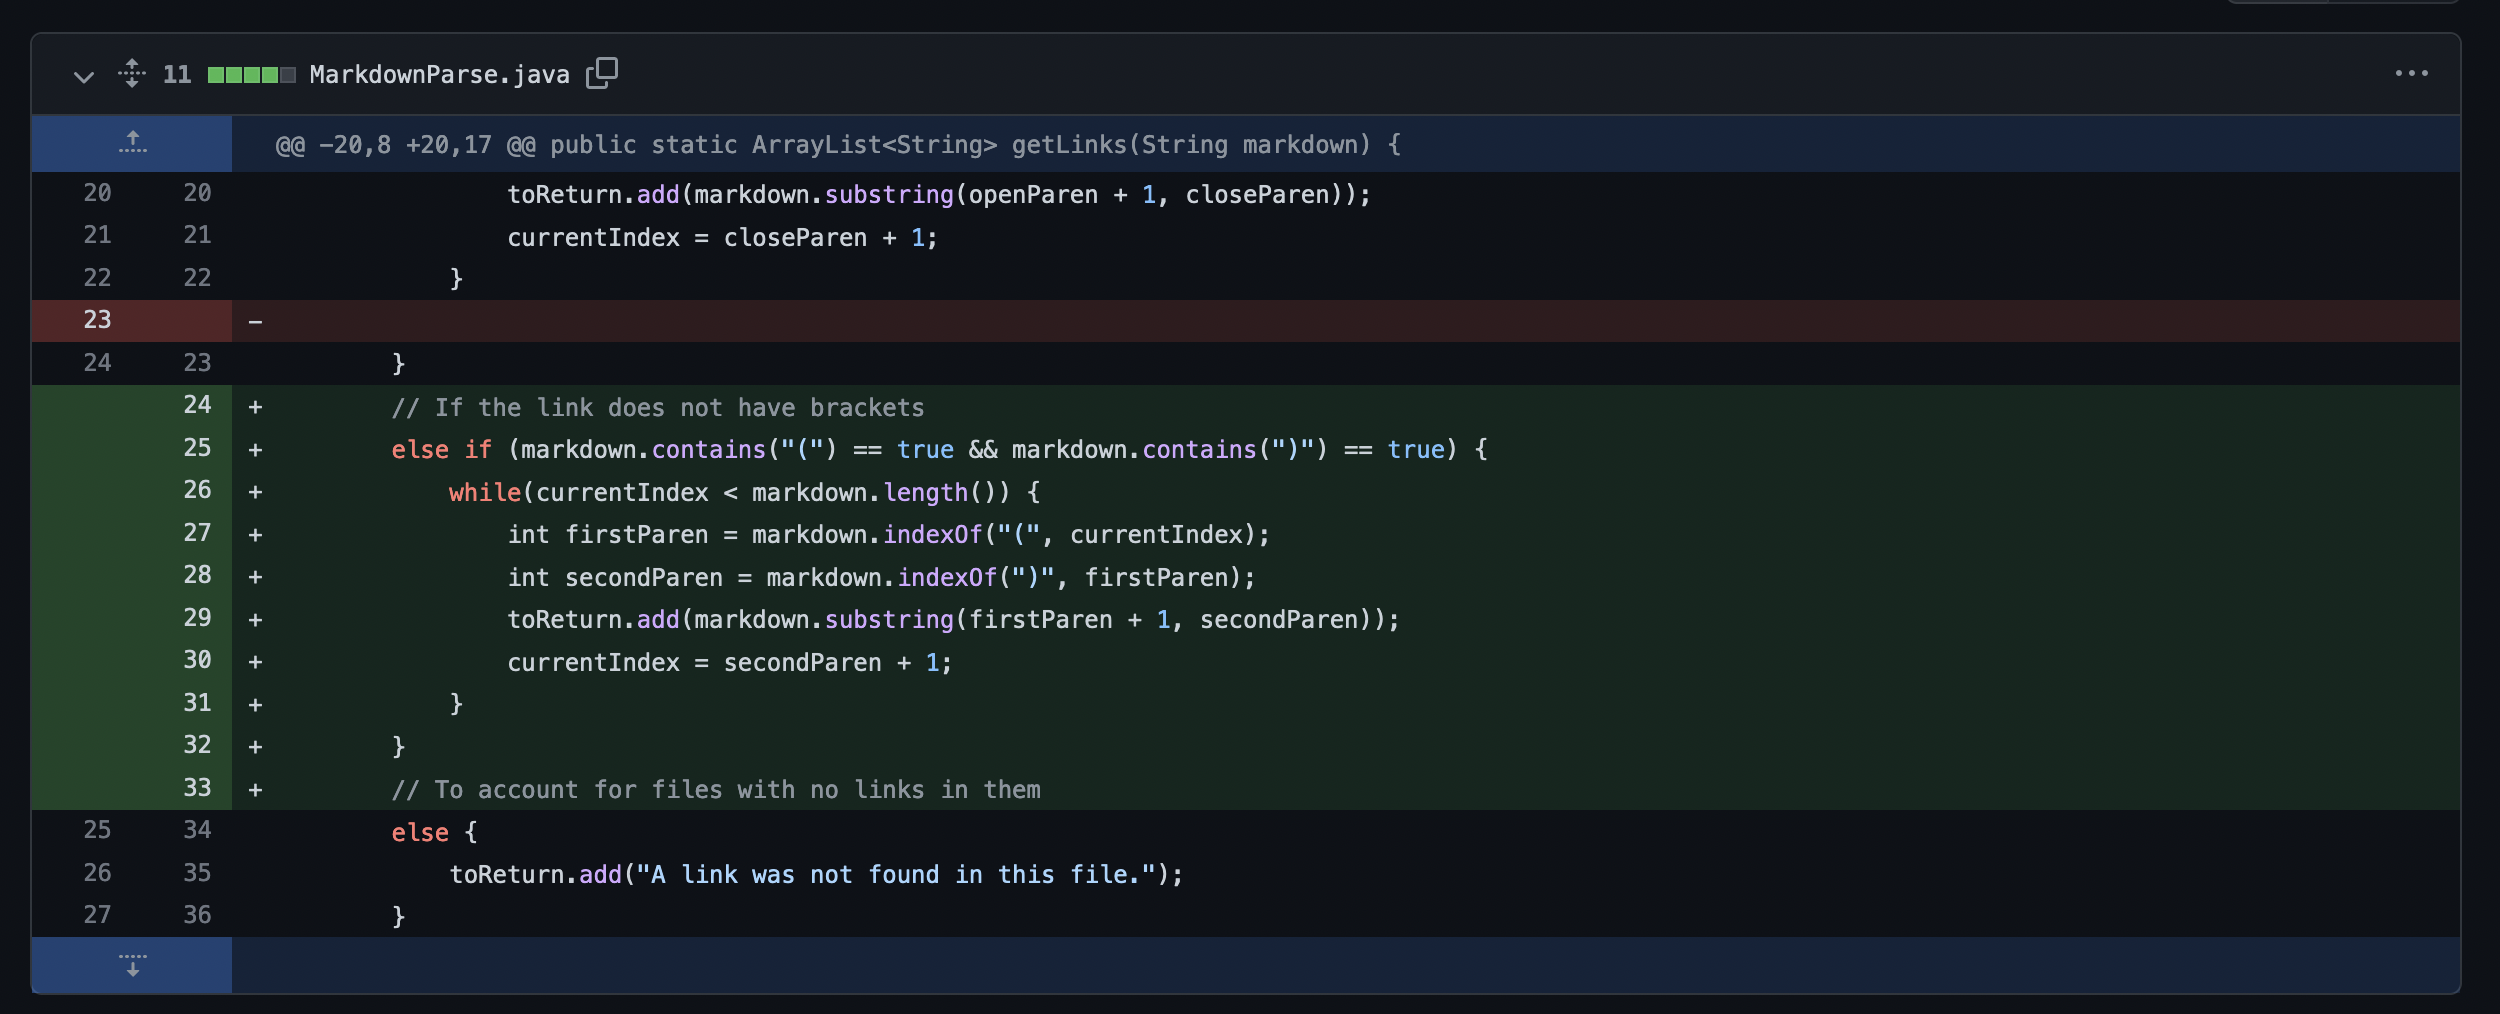 11 MarkdownParse.java
@@ -20,8 +20,17 @@ public static ArrayList<String> getLinks(String markdown) {
20 20 toReturn.add(markdown.substring(openParen + 1, closeParen));
21 21 currentIndex = closeParen + 1;
22 22 }
23 -
24 23 }
24 + // If the link does not have brackets
25 + else if (markdown.contains("(") == true && markdown.contains(")") == true) {
26 + while(currentIndex < markdown.length()) {
27 + int firstParen = markdown.indexOf("(", currentIndex);
28 + int secondParen = markdown.indexOf(")", firstParen);
29 + toReturn.add(markdown.substring(firstParen + 1, secondParen));
30 + currentIndex = secondParen + 1;
31 + }
32 + }
33 + // To account for files with no links in them
25 34 else {
26 35 toReturn.add("A link was not found in this file.");
27 36 }